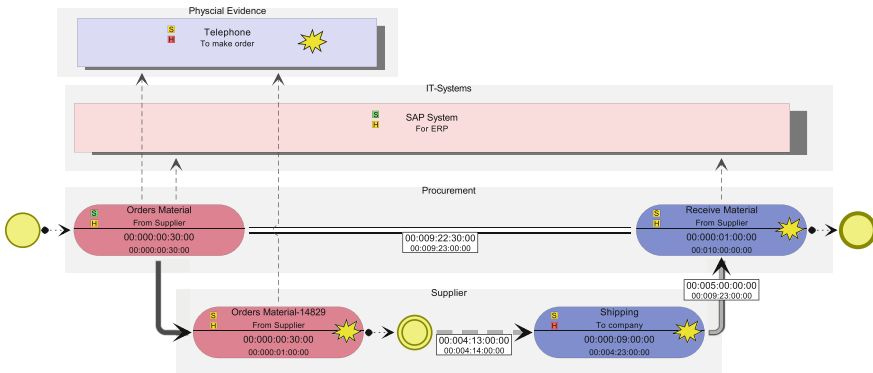 Physcial Evidence
S
H
Telephone
To make order
IT-Systems
S
H
SAP System
For ERP
Procurement
S
H
Orders Material
From Supplier
00:000:00:30:00
00:000:00:30:00
00:009:22:30:00
00:009:23:00:00
S
H
Receive Material
From Supplier
00:000:01:00:00
00:010:00:00:00
00:005:00:00:00
00:009:23:00:00
Supplier
S
H
Orders Material-14829
From Supplier
00:000:00:30:00
00:000:01:00:00
00:004:13:00:00
00:004:14:00:00
S
H
Shipping
To company
00:000:09:00:00
00:004:23:00:00